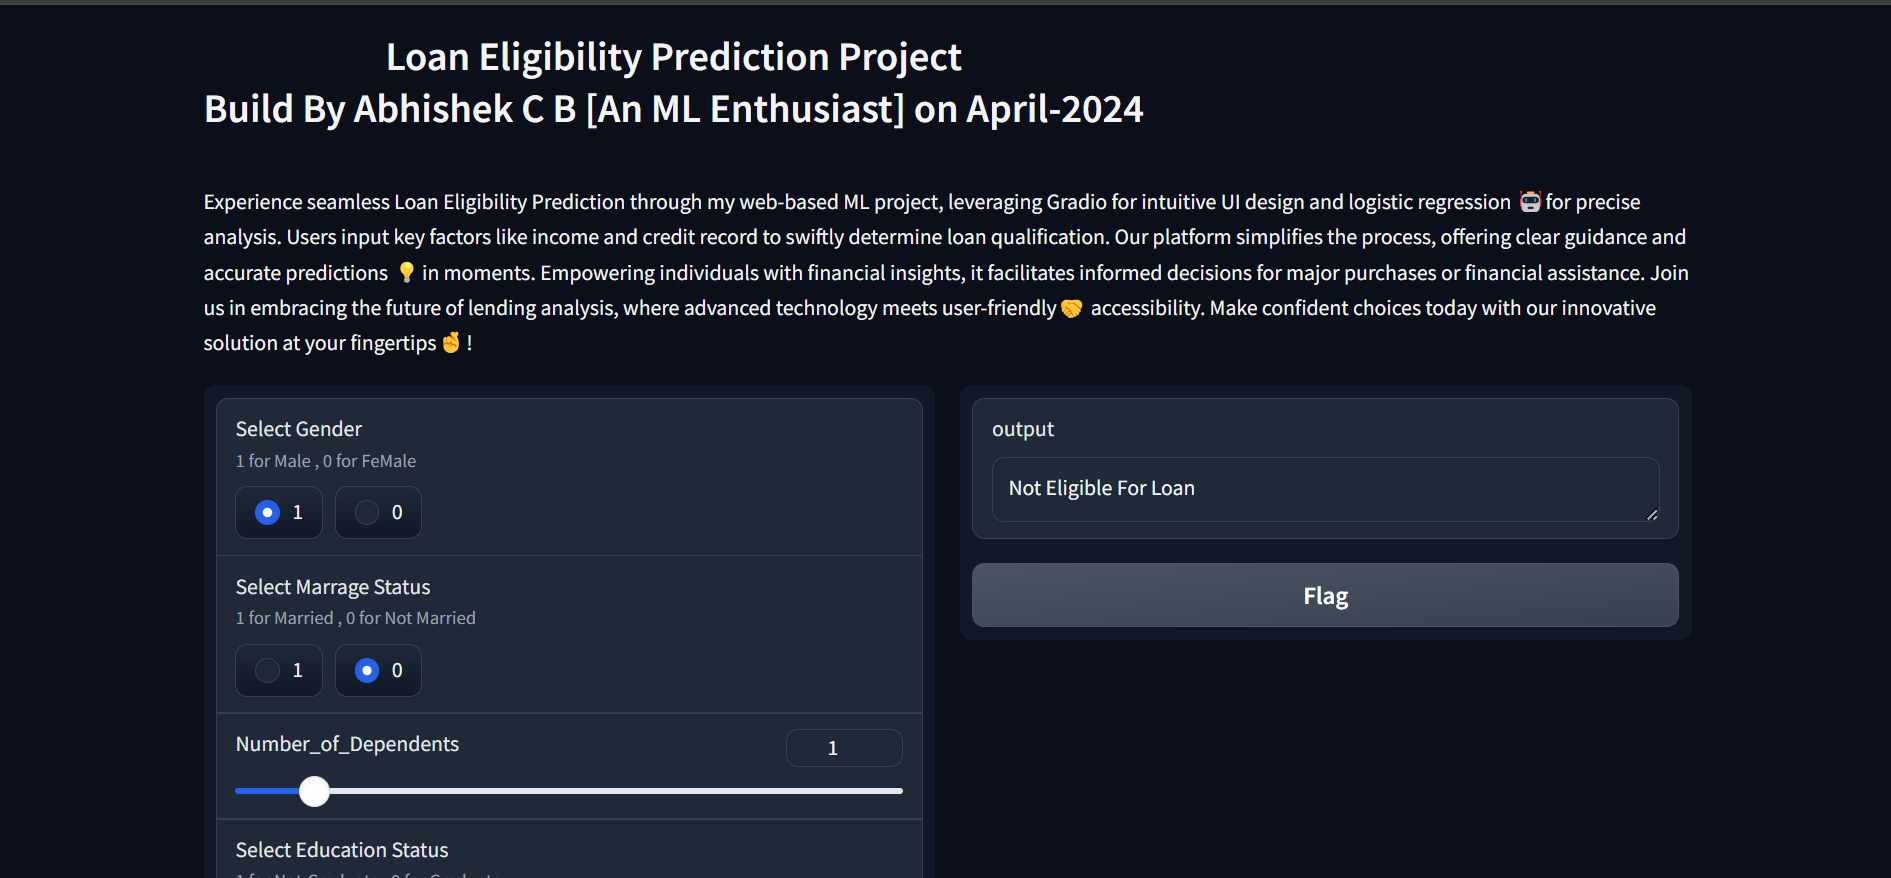 Loan Eligibility Prediction Project
Build By Abhishek C B [An ML Enthusiast] on April-2024
Experience seamless Loan Eligibility Prediction through my web-based ML project, leveraging Gradio for intuitive UI design and logistic regression 🤖 for precise
analysis. Users input key factors like income and credit record to swiftly determine loan qualification. Our platform simplifies the process, offering clear guidance and
accurate predictions 💡 in moments. Empowering individuals with financial insights, it facilitates informed decisions for major purchases or financial assistance. Join
us in embracing the future of lending analysis, where advanced technology meets user-friendly 🤝 accessibility. Make confident choices today with our innovative
solution at your fingertips 🤞 !
Select Gender
1 for Male , 0 for FeMale
1 0
Select Marrage Status
1 for Married , 0 for Not Married
1 0
Number_of_Dependents
1
Select Education Status
output
Not Eligible For Loan
Flag